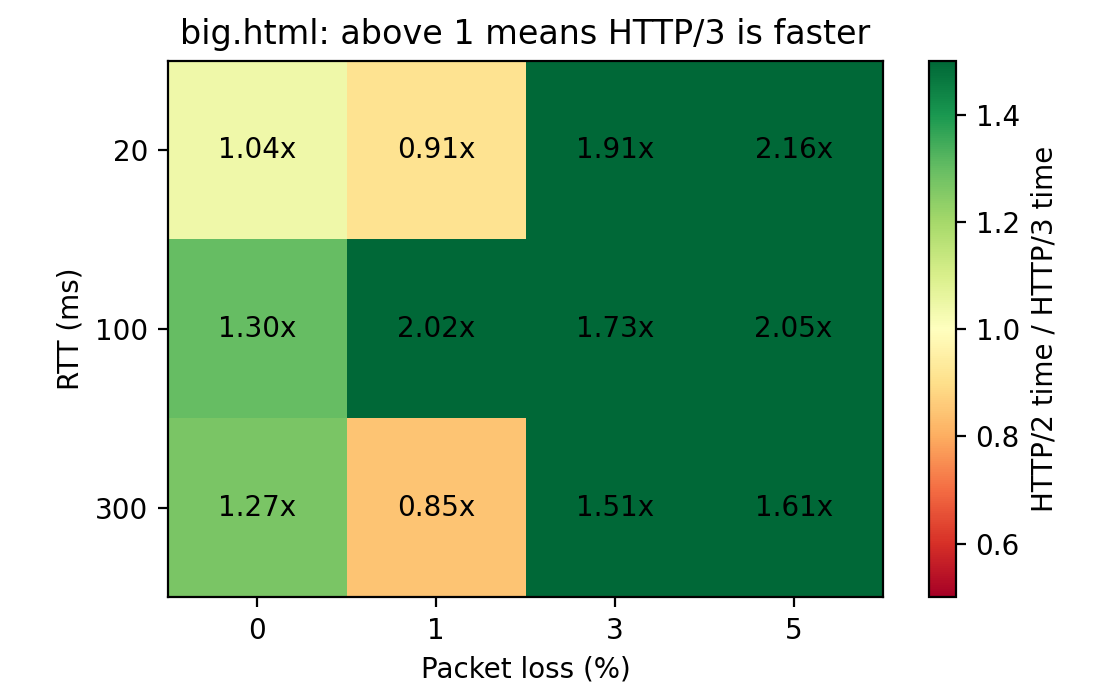 big.html: above 1 means HTTP/3 is faster
RTT (ms)
20
1.04x 0.91x 1.91x 2.16x
100
1.30x 2.02x 1.73x 2.05x
300
1.27x 0.85x 1.51x 1.61x
0 1 3 5
Packet loss (%)
1.4
1.2
1.0
0.8
0.6
HTTP/2 time / HTTP/3 time